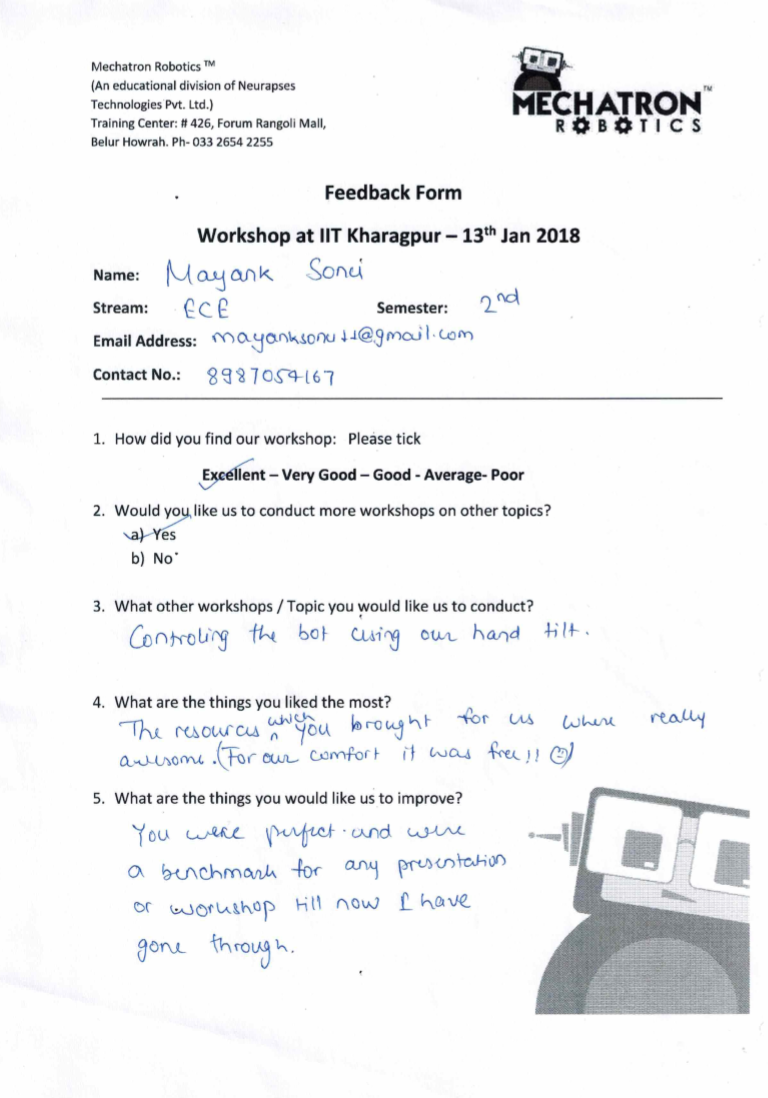 Mechatron Robotics ™
(An educational division of Neurapses
Technologies Pvt. Ltd.)
Training Center: # 426, Forum Rangoli Mall,
Belur Howrah. Ph- 033 2654 2255
MECHATRON™
ROBOTICS
Feedback Form
Workshop at IIT Kharagpur – 13th Jan 2018
Name: Mayank Soni
Stream: ECE Semester: 2nd
Email Address:
Contact No.: 8987054167
1. How did you find our workshop: Please tick
Excellent – Very Good – Good - Average- Poor
2. Would you like us to conduct more workshops on other topics?
a) Yes
b) No
3. What other workshops / Topic you would like us to conduct?
Controling the bot using our hand tilt.
4. What are the things you liked the most?
The resources which you brought for us where really
awesome. (For our comfort it was free!! ☺)
5. What are the things you would like us to improve?
You were perfect and were
a benchmark for any presentation
or workshop till now I have
gone through.